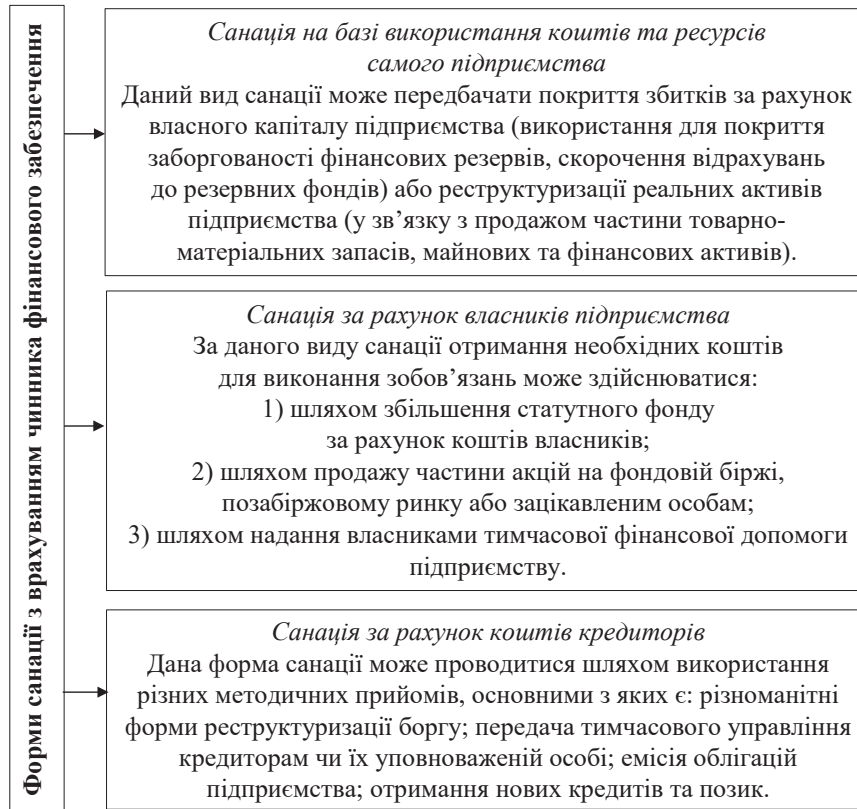 Форми санації з врахуванням чинника фінансового забезпечення
Санація на базі використання коштів та ресурсів
самого підприємства
Даний вид санації може передбачати покриття збитків за рахунок
власного капіталу підприємства (використання для покриття
заборгованості фінансових резервів, скорочення відрахувань
до резервних фондів) або реструктуризації реальних активів
підприємства (у зв’язку з продажом частини товарно-
матеріальних запасів, майнових та фінансових активів).
Санація за рахунок власників підприємства
За даного виду санації отримання необхідних коштів
для виконання зобов’язань може здійснюватися:
1) шляхом збільшення статутного фонду
за рахунок коштів власників;
2) шляхом продажу частини акцій на фондовій біржі,
позабіржовому ринку або зацікавленим особам;
3) шляхом надання власниками тимчасової фінансової допомоги
підприємству.
Санація за рахунок коштів кредиторів
Дана форма санації може проводитися шляхом використання
різних методичних прийомів, основними з яких є: різноманітні
форми реструктуризації боргу; передача тимчасового управління
кредиторам чи їх уповноваженій особі; емісія облігацій
підприємства; отримання нових кредитів та позик.